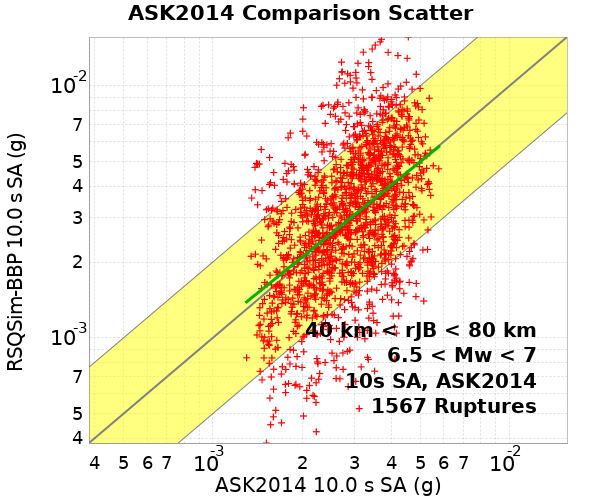 ASK2014 Comparison Scatter
RSQSim-BBP 10.0 s SA (g)
10-2
7
5
4
3
2
10-3
7
5
4
40 km < rJB < 80 km
6.5 < Mw < 7
10s SA, ASK2014
1567 Ruptures
4 5 6 7 10-3 2 3 4 5 6 7 10-2
ASK2014 10.0 s SA (g)